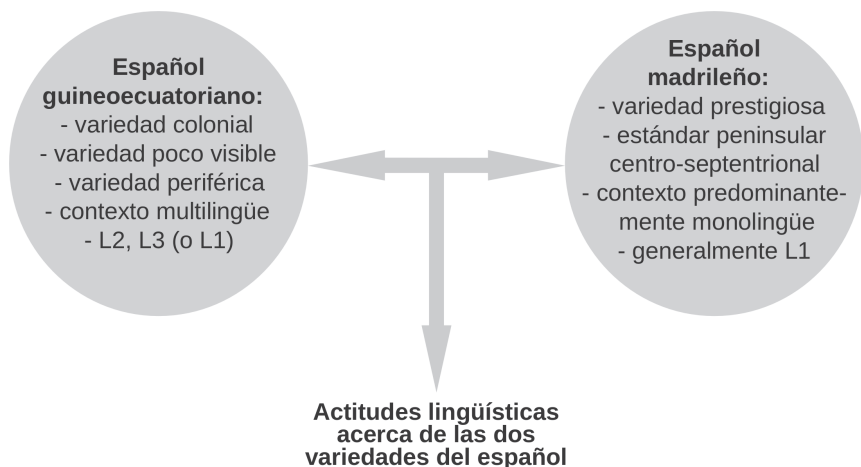 Español
guineoecuatoriano:
- variedad colonial
- variedad poco visible
- variedad periférica
- contexto multilingüe
- L2, L3 (o L1)
Español
madrileño:
- variedad prestigiosa
- estándar peninsular
centro-septentrional
- contexto predominante-
mente monolingüe
- generalmente L1
Actitudes lingüísticas
acerca de las dos
variedades del español